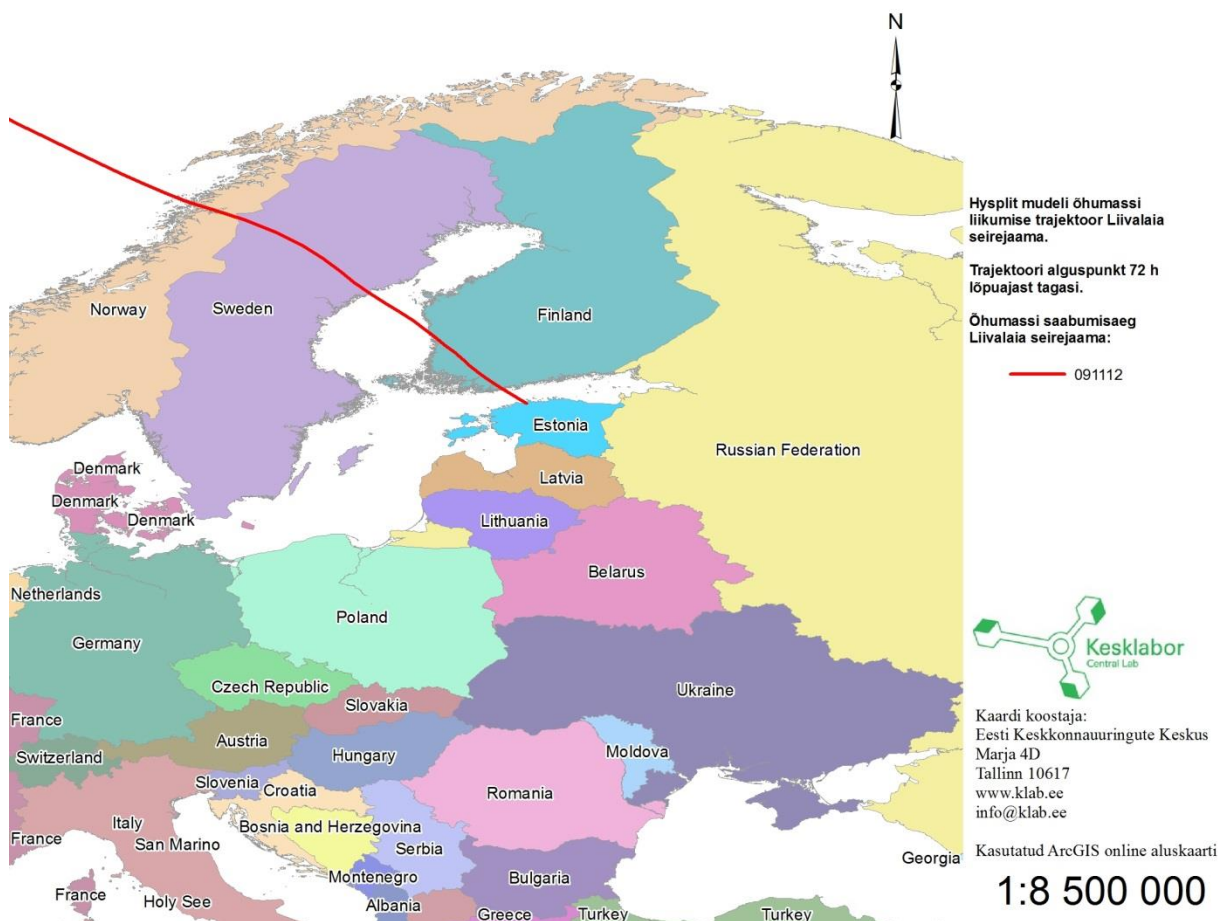 N
Hysplit mudeli õhumassi
liikumise trajektoor Liivalaia
seirejaama.
Trajektoori alguspunkt 72 h
lõpuajast tagasi.
Õhumassi saabumisaeg
Liivalaia seirejaama:
091112
Norway
Sweden
Finland
Estonia
Russian Federation
Latvia
Denmark
Denmark
Denmark
Lithuania
Belarus
Netherlands
Poland
Germany
Czech Republic
Ukraine
Slovakia
France
Austria
Moldova
Switzerland
Hungary
Slovenia
Croatia
Romania
Italy
Bosnia and Herzegovina
France
San Marino
Serbia
Georgia
Montenegro
Bulgaria
France
Holy See
Albania
Greece
Turkey
Turkey
Kesklabor
Central Lab
Kaardi koostaja:
Eesti Keskkonnauuringute Keskus
Marja 4D
Tallinn 10617
www.klab.ee
info@klab.ee
Kasutatud ArcGIS online aluskaarti
1:8 500 000